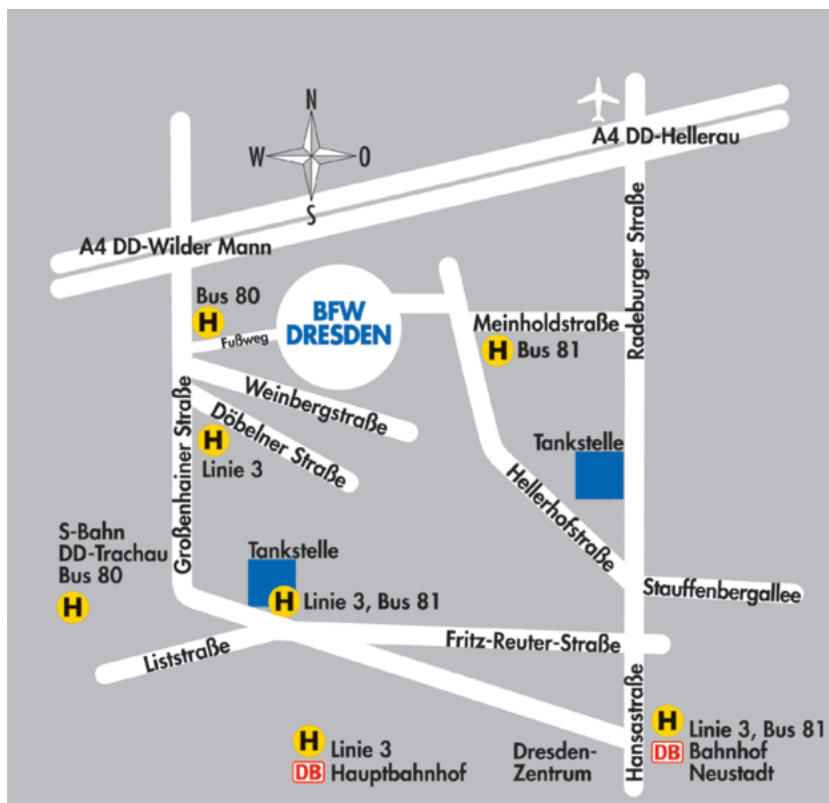 N
W
O
S
A4 DD-Hellerau
A4 DD-Wilder Mann
Bus 80
H
Fußweg
BFW
DRESDEN
Meinholdstraße
H Bus 81
Radeburger Straße
Weinbergstraße
Döbelner Straße
H
Linie 3
Großenhainer Straße
Tankstelle
Hellerhofstraße
S-Bahn
DD-Trachau
Bus 80
H
Tankstelle
H Linie 3, Bus 81
Stauffenbergallee
Fritz-Reuter-Straße
Liststraße
Hansastraße
H Linie 3
DB Hauptbahnhof
Dresden-
Zentrum
H Linie 3, Bus 81
DB Bahnhof
Neustadt